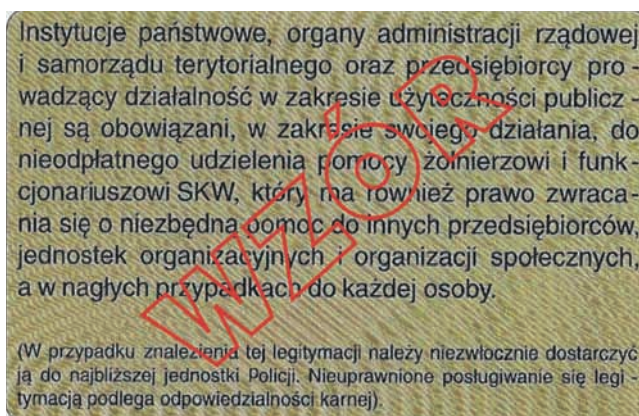 Instytucje państwowe, organy administracji rządowej
i samorządu terytorialnego oraz przedsiębiorcy pro -
wadzący działalność w zakresie użyteczności publicz -
nej są obowiązani, w zakresie swojego działania, do
nieodpłatnego udzielenia pomocy żołnierzowi i funk -
cjonariuszowi SKW, który ma również prawo zwraca -
nia się o niezbędną pomoc do innych przedsiębiorców,
jednostek organizacyjnych i organizacji społecznych,
a w nagłych przypadkach do każdej osoby.
WZÓR
(W przypadku znalezienia tej legitymacji należy niezwłocznie dostarczyć
ją do najbliższej jednostki Policji. Nieuprawnione posługiwanie się legi -
tymacją podlega odpowiedzialności karnej).